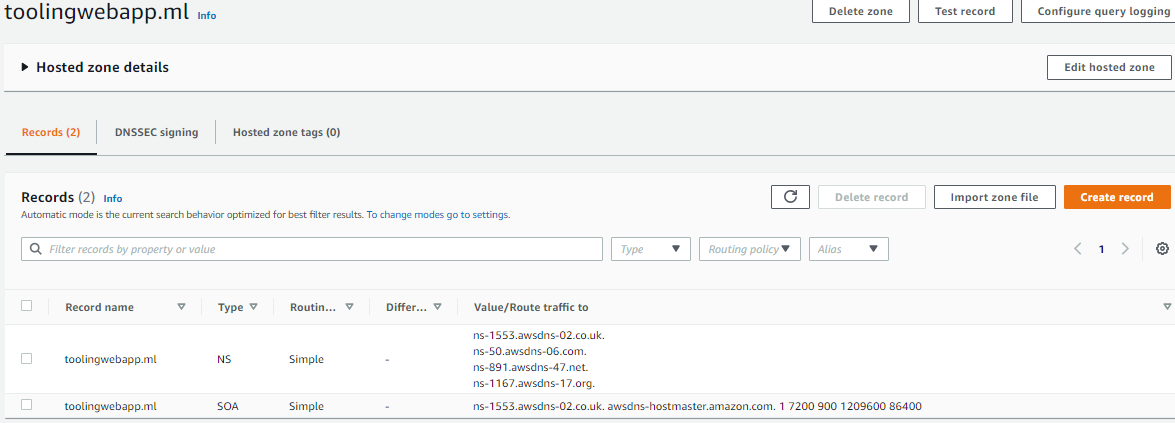 toolingwebapp.ml Info
Delete zone Test record Configure query logging
Hosted zone details Edit hosted zone
Records (2) DNSSEC signing Hosted zone tags (0)
Records (2) Info Delete record Import zone file Create record
Automatic mode is the current search behavior optimized for best filter results. To change modes go to settings.
Filter records by property or value Type Routing policy Alias 1
Record name Type Routin... Differ... Value/Route traffic to
toolingwebapp.ml NS Simple - ns-1553.awsdns-02.co.uk.
ns-50.awsdns-06.com.
ns-891.awsdns-47.net.
ns-1167.awsdns-17.org.
toolingwebapp.ml SOA Simple - ns-1553.awsdns-02.co.uk. awsdns-hostmaster.amazon.com. 1 7200 900 1209600 86400